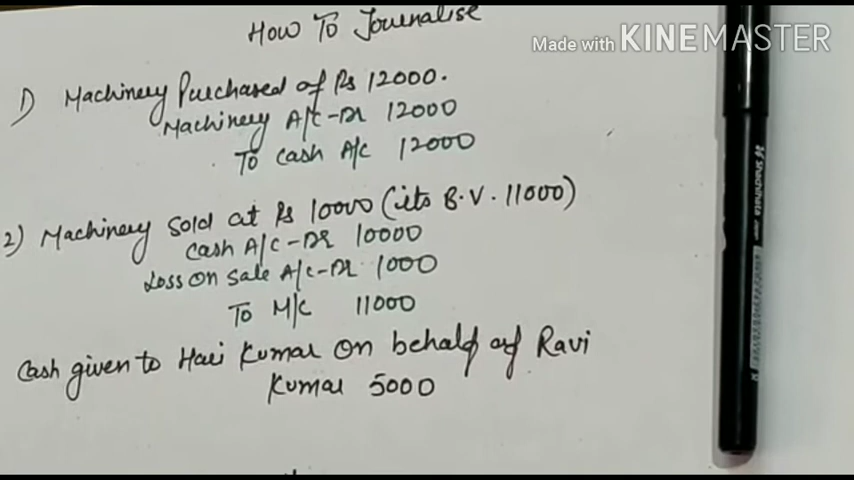 How To Journalise
Made with KINEMASTER
1) Machinery Purchased of Rs 12000.
Machinery A/c-Dr 12000
To Cash A/c 12000
2) Machinery Sold at Rs 10000 (its B.V. 11000)
Cash A/c-Dr 10000
Loss On Sale A/c-Dr 1000
To M/c 11000
Cash given to Hari Kumar On behalf of Ravi
Kumar 5000
Shachihata